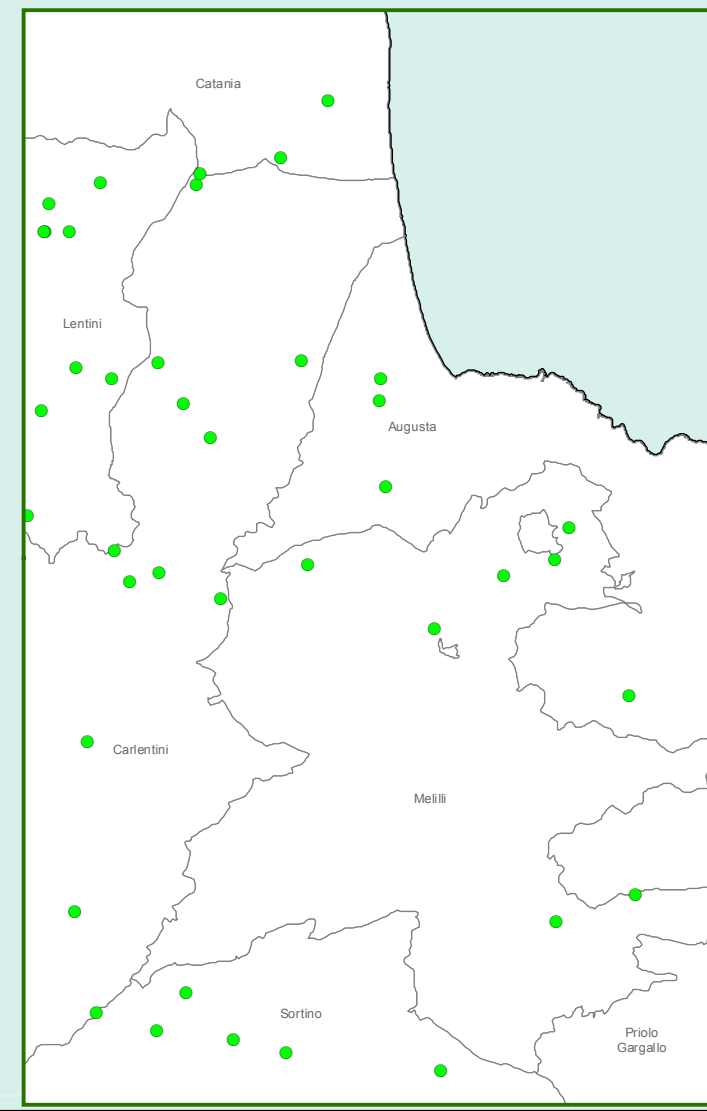 Catania
Lentini
Augusta
Carlentini
Melilli
Sortino
Priolo
Gargallo